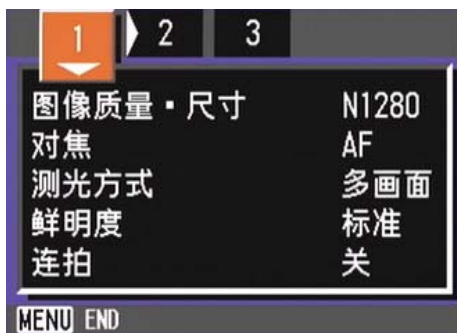 1 2 3
图像质量·尺寸 N1280
对焦 AF
测光方式 多画面
鲜明度 标准
连拍 关
MENU END